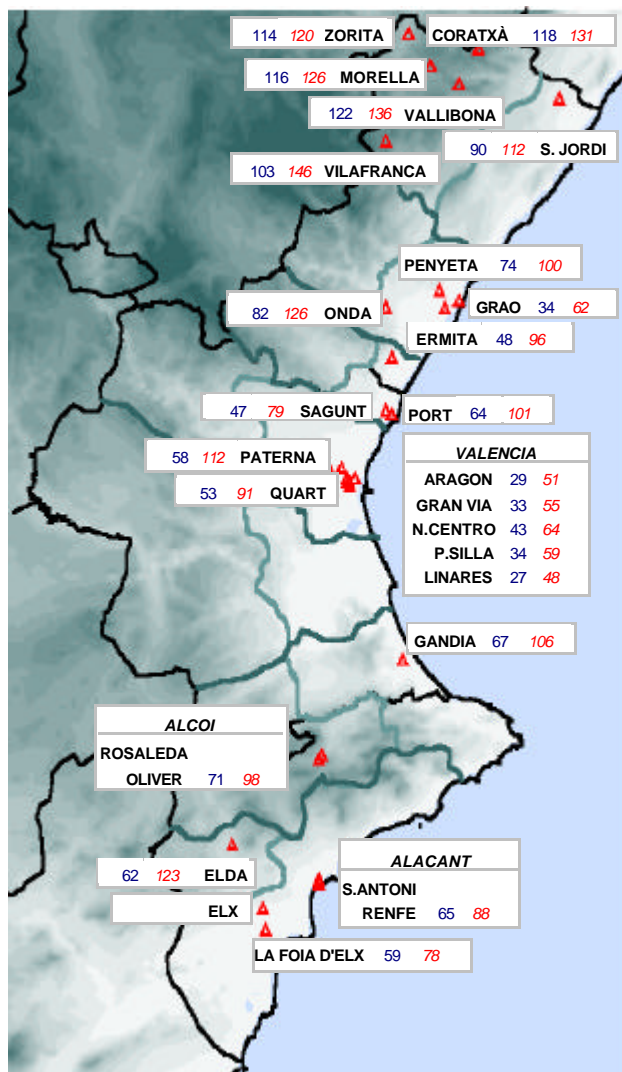 114 120 ZORITA
CORATXÀ 118 131
116 126 MORELLA
122 136 VALLIBONA
90 112 S. JORDI
103 146 VILAFRANCA
PENYETA 74 100
82 126 ONDA
GRAO 34 62
ERMITA 48 96
47 79 SAGUNT
PORT 64 101
58 112 PATERNA
53 91 QUART
VALENCIA
ARAGON 29 51
GRAN VIA 33 55
N.CENTRO 43 64
P.SILLA 34 59
LINARES 27 48
GANDIA 67 106
ALCOI
ROSALEDA
OLIVER 71 98
62 123 ELDA
ELX
ALACANT
S.ANTONI
RENFE 65 88
LA FOIA D'ELX 59 78